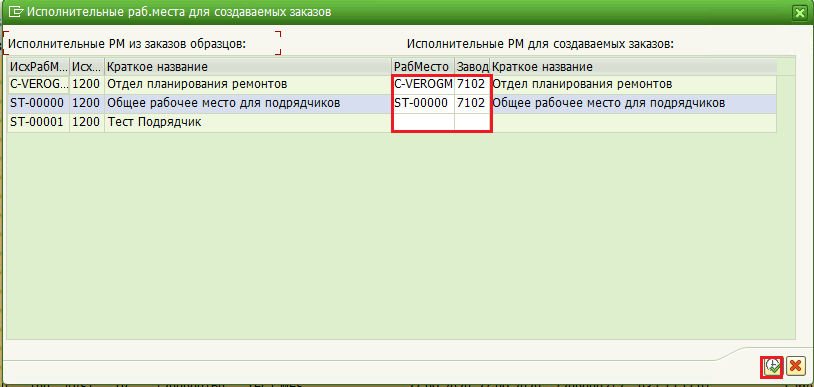 Исполнительные раб.места для создаваемых заказов
Исполнительные РМ из заказов образцов: Исполнительные РМ для создаваемых заказов:
ИсхРабМ... Исх... Краткое название РабМесто Завод Краткое название
C-VEROG... 1200 Отдел планирования ремонтов C-VEROGM 7102 Отдел планирования ремонтов
ST-00000 1200 Общее рабочее место для подрядчиков ST-00000 7102 Общее рабочее место для подрядчиков
ST-00001 1200 Тест Подрядчик